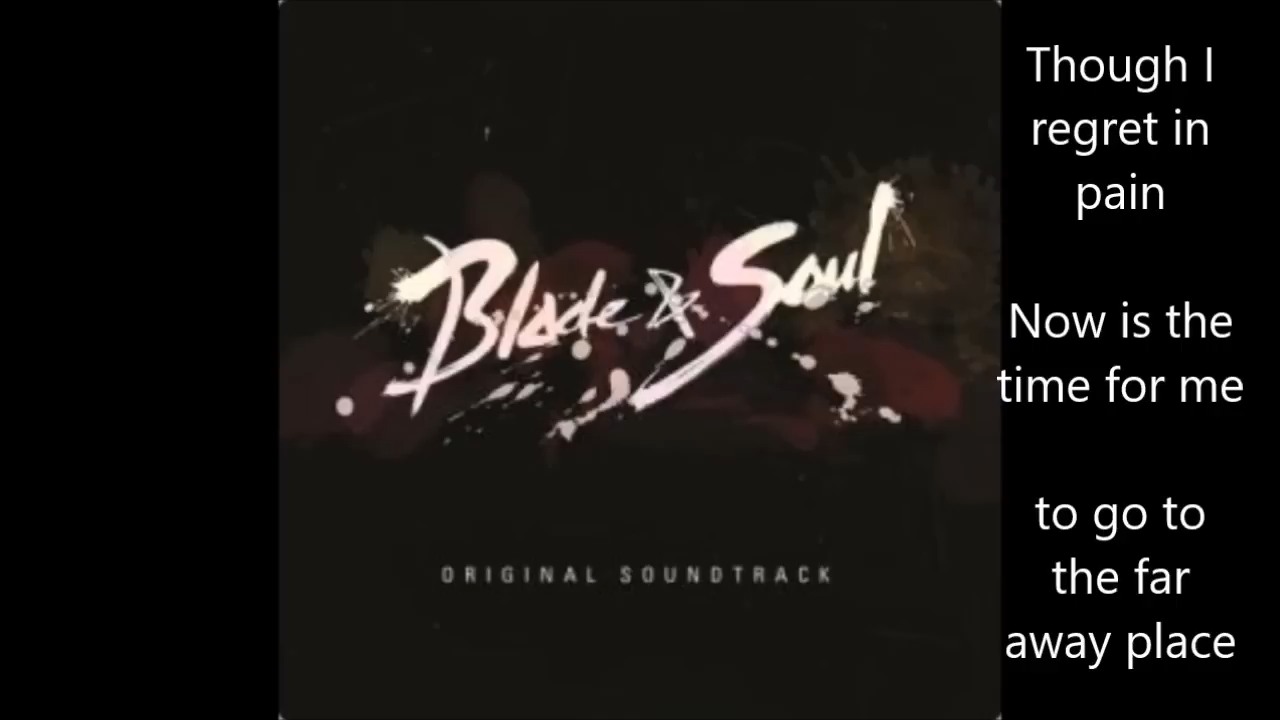 Blade & Soul
ORIGINAL SOUNDTRACK
Though I
regret in
pain
Now is the
time for me
to go to
the far
away place